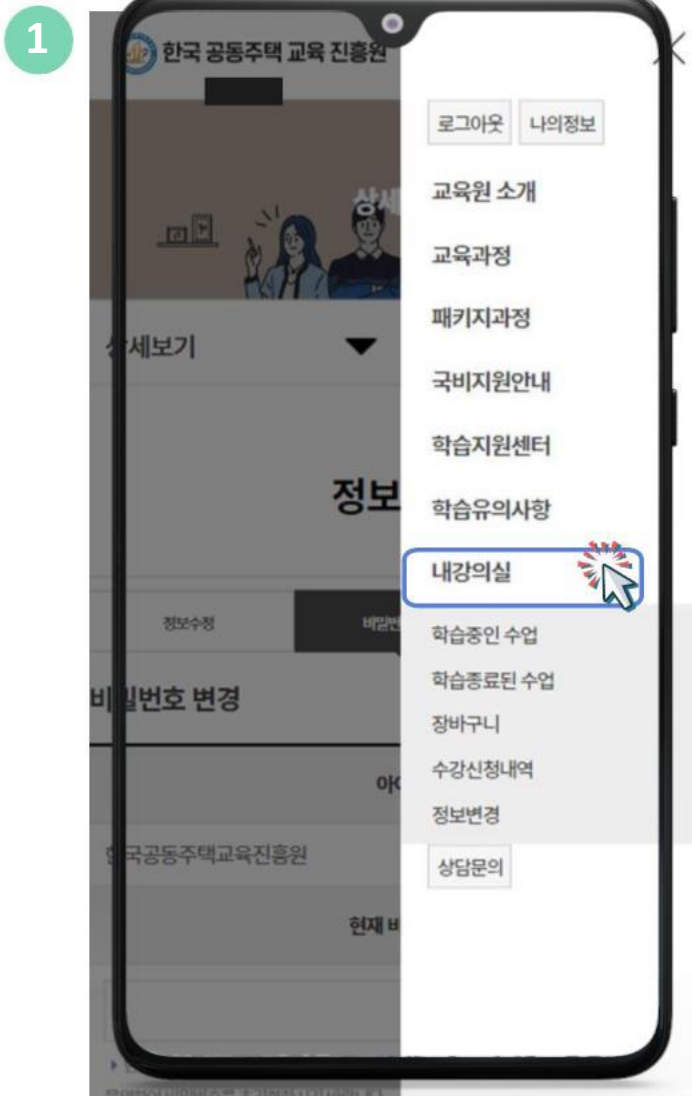 1
한국 공동주택 교육 진흥원
로그아웃 나의정보
교육원 소개
상세
교육과정
패키지과정
세보기
국비지원안내
학습지원센터
정보
학습유의사항
내강의실
정보수정
학습중인 수업
학습종료된 수업
번호 변경
장바구니
수강신청내역
정보변경
국공동주택교육진흥원
상담문의
현재 비